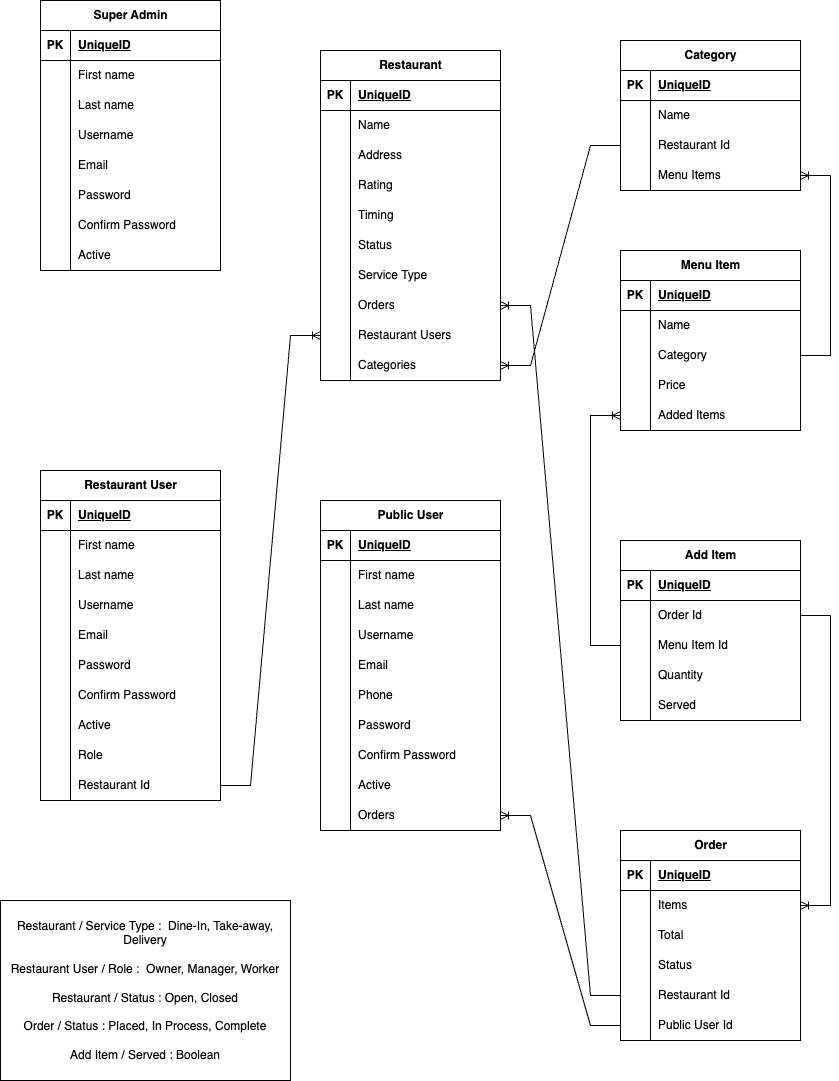 Super Admin
PK UniqueID
First name
Last name
Username
Email
Password
Confirm Password
Active
Restaurant
PK UniqueID
Name
Address
Rating
Timing
Status
Service Type
Orders
Restaurant Users
Categories
Category
PK UniqueID
Name
Restaurant Id
Menu Items
Menu Item
PK UniqueID
Name
Category
Price
Added Items
Restaurant User
PK UniqueID
First name
Last name
Username
Email
Password
Confirm Password
Active
Role
Restaurant Id
Public User
PK UniqueID
First name
Last name
Username
Email
Phone
Password
Confirm Password
Active
Orders
Add Item
PK UniqueID
Order Id
Menu Item Id
Quantity
Served
Order
PK UniqueID
Items
Total
Status
Restaurant Id
Public User Id
Restaurant / Service Type : Dine-In, Take-away,
Delivery
Restaurant User / Role : Owner, Manager, Worker
Restaurant / Status : Open, Closed
Order / Status : Placed, In Process, Complete
Add Item / Served : Boolean